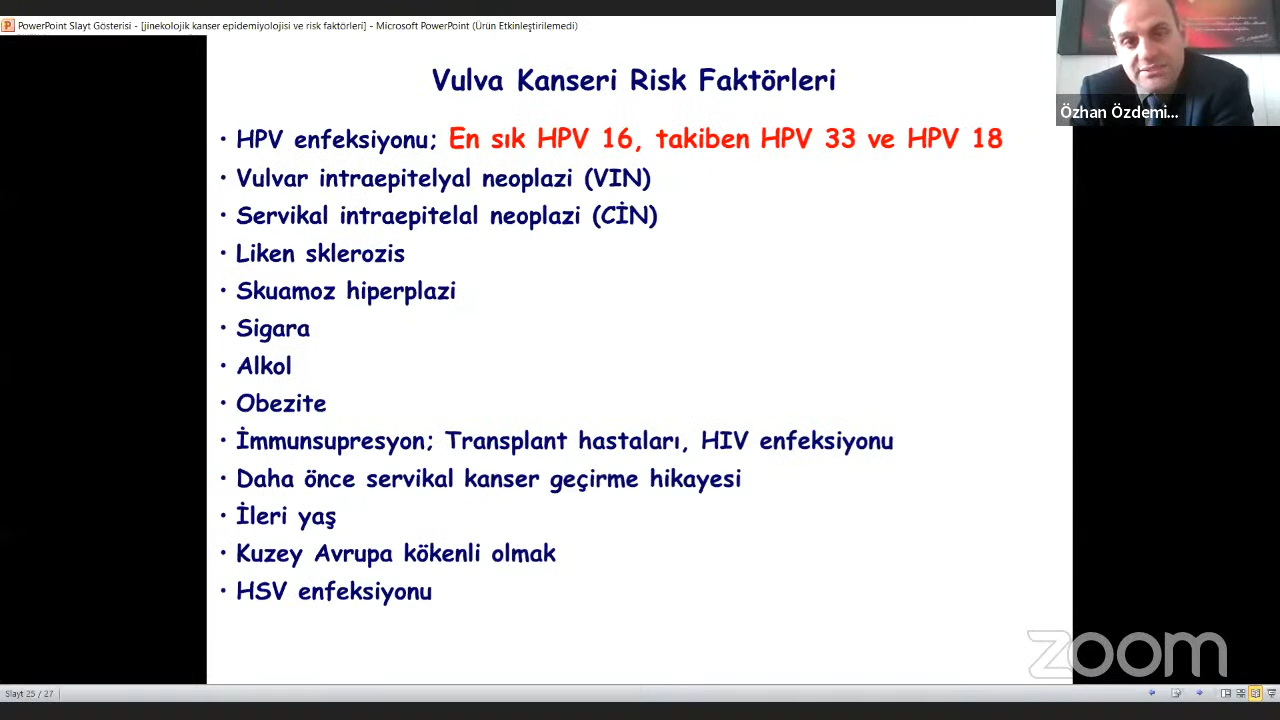 PowerPoint Slayt Gösterisi - [jinekolojik kanser epidemiyolojisi ve risk faktörleri] - Microsoft PowerPoint (Ürün Etkinleştirilemedi)
Özhan Özdemi...
Vulva Kanseri Risk Faktörleri
• HPV enfeksiyonu; En sık HPV 16, takiben HPV 33 ve HPV 18
• Vulvar intraepitelyal neoplazi (VIN)
• Servikal intraepitelal neoplazi (CİN)
• Liken sklerozis
• Skuamoz hiperplazi
• Sigara
• Alkol
• Obezite
• İmmunsupresyon; Transplant hastaları, HIV enfeksiyonu
• Daha önce servikal kanser geçirme hikayesi
• İleri yaş
• Kuzey Avrupa kökenli olmak
• HSV enfeksiyonu
zoom
Slayt 25 / 27